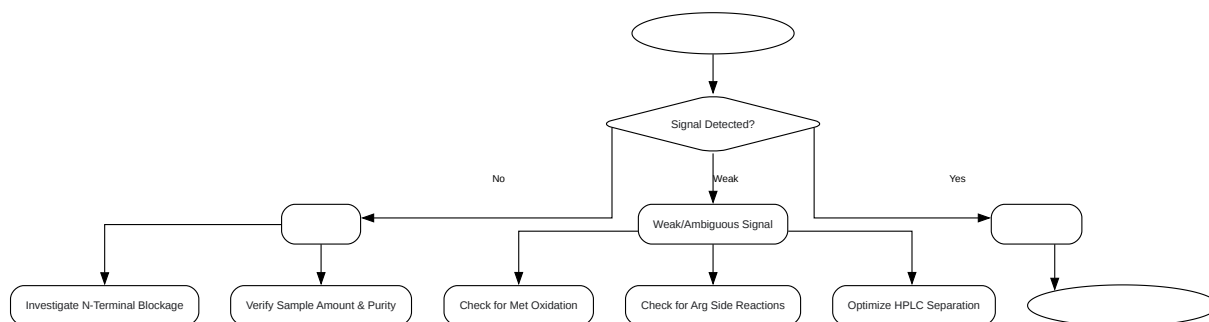 Signal Detected?
No
Weak
Yes
Weak/Ambiguous Signal
Investigate N-Terminal Blockage
Verify Sample Amount & Purity
Check for Met Oxidation
Check for Arg Side Reactions
Optimize HPLC Separation